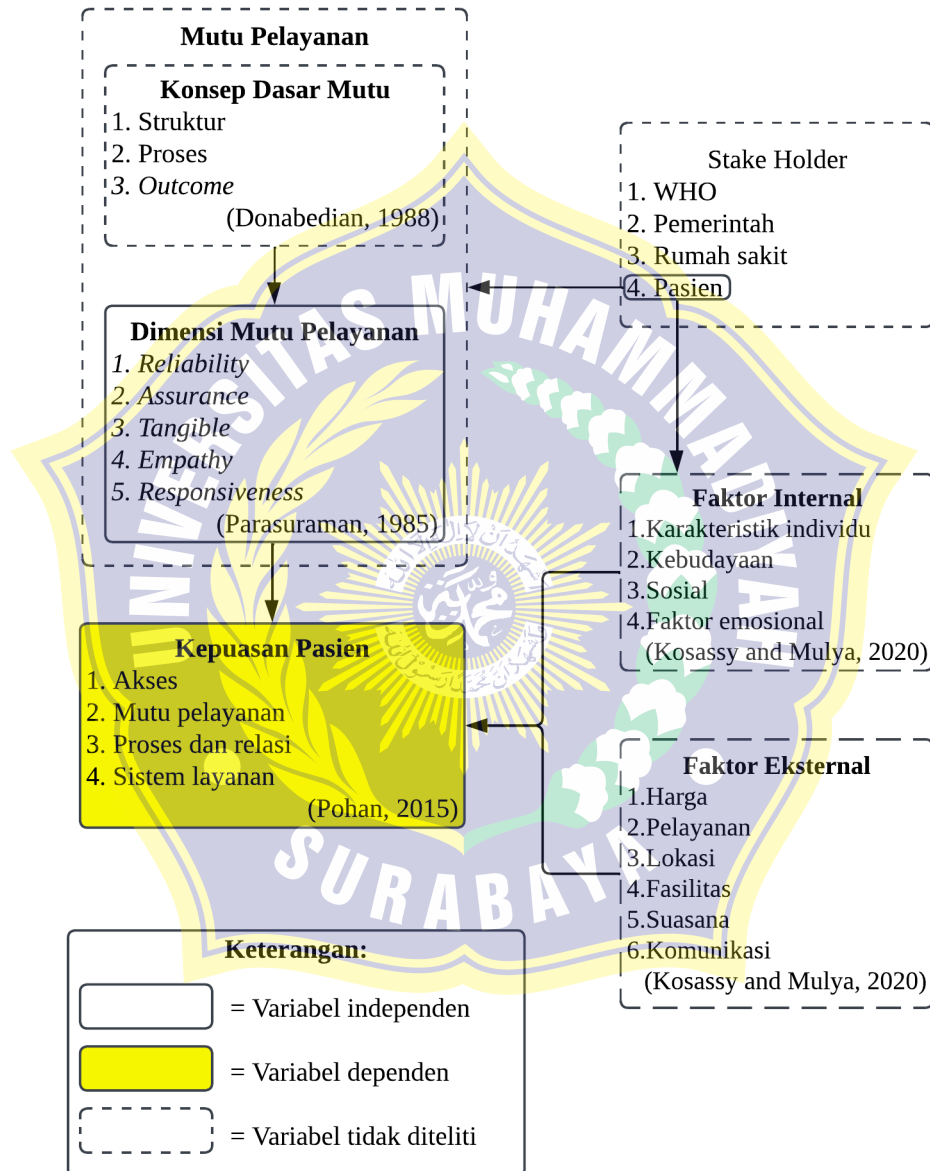 Mutu Pelayanan
Konsep Dasar Mutu
1. Struktur
2. Proses
3. Outcome
(Donabedian, 1988)
Dimensi Mutu Pelayanan
1. Reliability
2. Assurance
3. Tangible
4. Empathy
5. Responsiveness
(Parasuraman, 1985)
Kepuasan Pasien
1. Akses
2. Mutu pelayanan
3. Proses dan relasi
4. Sistem layanan
(Pohan, 2015)
Stake Holder
1. WHO
2. Pemerintah
3. Rumah sakit
4. Pasien
Faktor Internal
1.Karakteristik individu
2.Kebudayaan
3.Sosial
4.Faktor emosional
(Kosassy and Mulya, 2020)
Faktor Eksternal
1.Harga
2.Pelayanan
3.Lokasi
4.Fasilitas
5.Suasana
6.Komunikasi
(Kosassy and Mulya, 2020)
Keterangan:
= Variabel independen
= Variabel dependen
= Variabel tidak diteliti
UNIVERSITAS MUHAMMADIYAH
SURABAYA